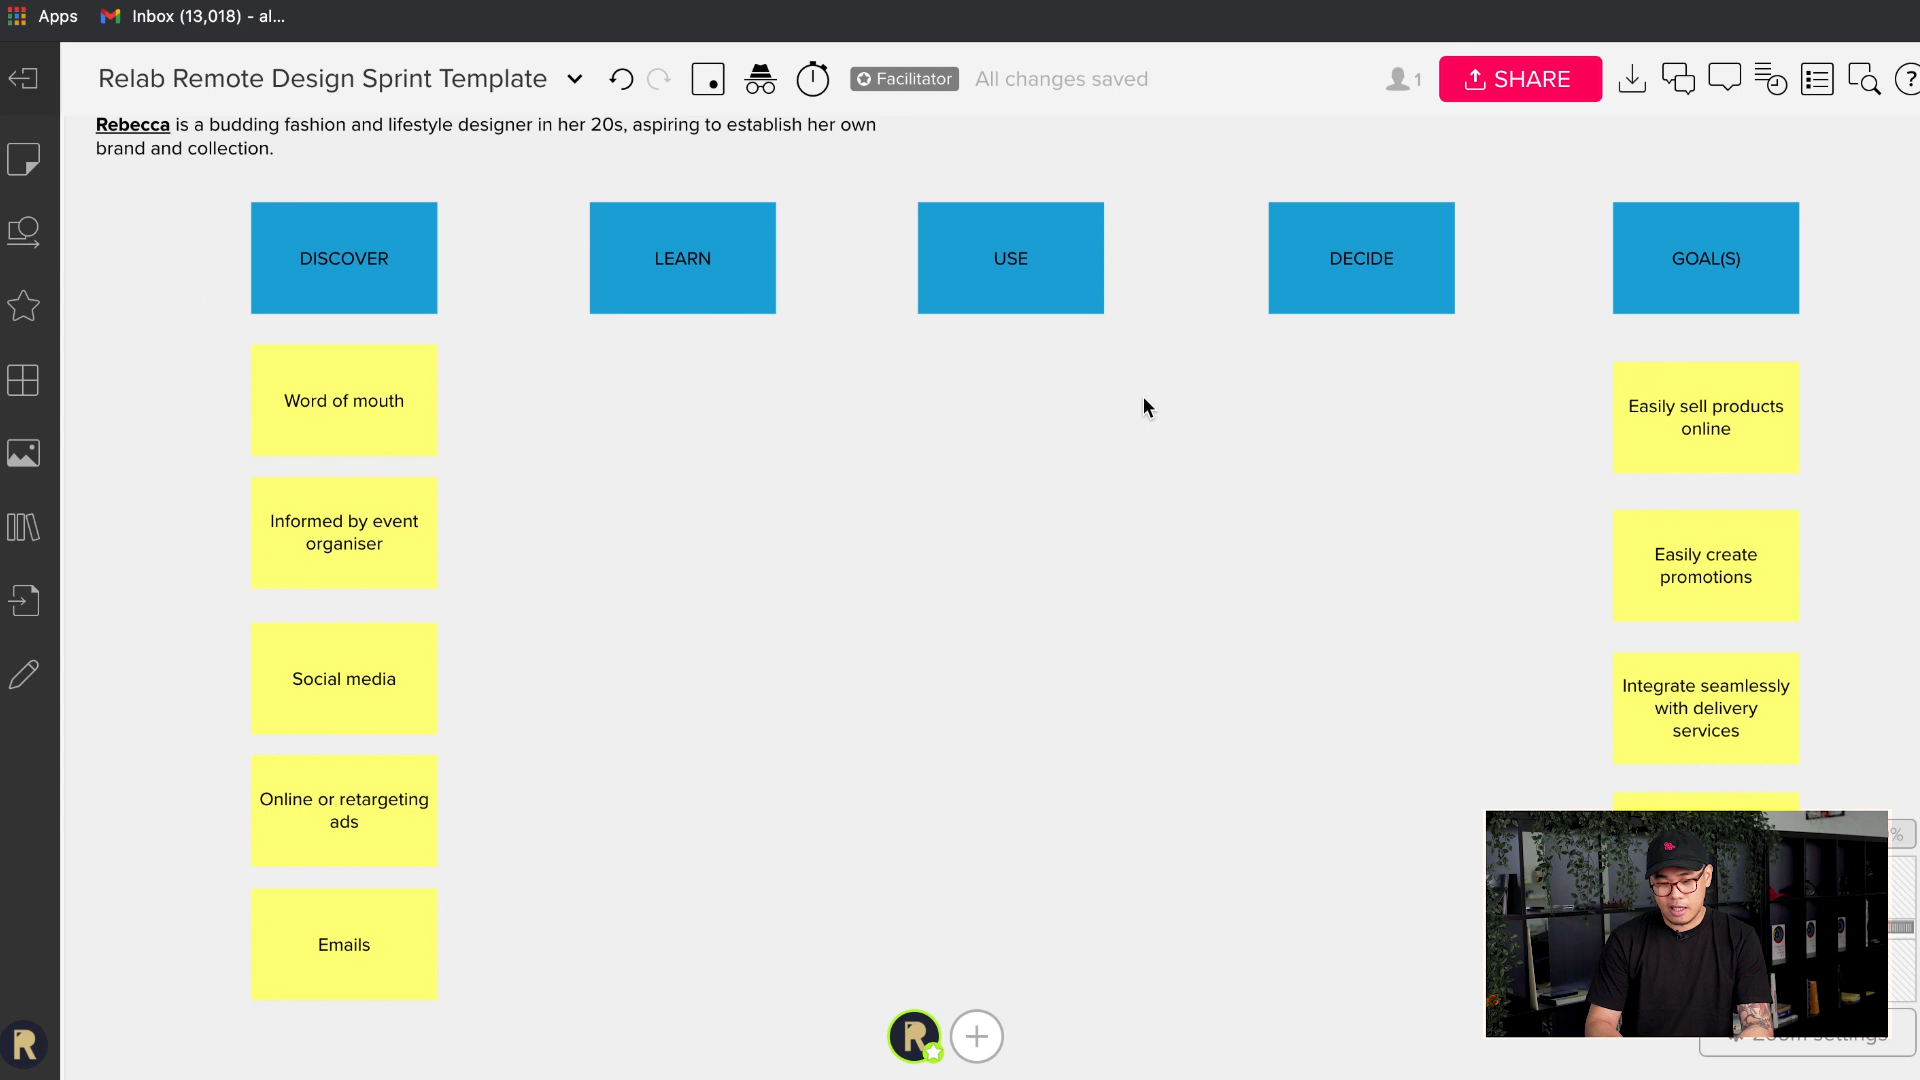 Apps
Inbox (13,018) - al...
Relab Remote Design Sprint Template
Facilitator
All changes saved
1
SHARE
?
Rebecca is a budding fashion and lifestyle designer in her 20s, aspiring to establish her own
brand and collection.
DISCOVER
LEARN
USE
DECIDE
GOAL(S)
Word of mouth
Easily sell products
online
Informed by event
organiser
Easily create
promotions
Social media
Integrate seamlessly
with delivery
services
Online or retargeting
ads
%
Emails
R
R
Zoom settings